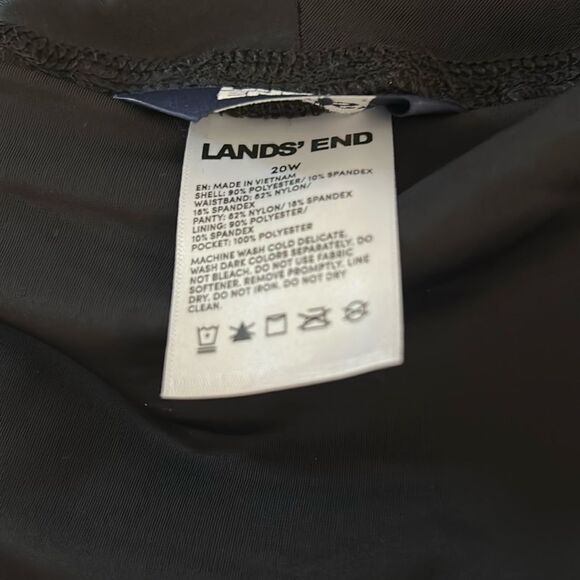 LANDS' END
20W
EN: MADE IN VIETNAM
SHELL: 90% POLYESTER/ 10% SPANDEX
WAISTBAND: 82% NYLON/
18% SPANDEX
PANTY: 82% NYLON/ 18% SPANDEX
LINING: 90% POLYESTER/
10% SPANDEX
POCKET: 100% POLYESTER
MACHINE WASH COLD DELICATE.
WASH DARK COLORS SEPARATELY. DO
NOT BLEACH. DO NOT USE FABRIC
SOFTENER. REMOVE PROMPTLY. LINE
DRY. DO NOT IRON. DO NOT DRY
CLEAN.